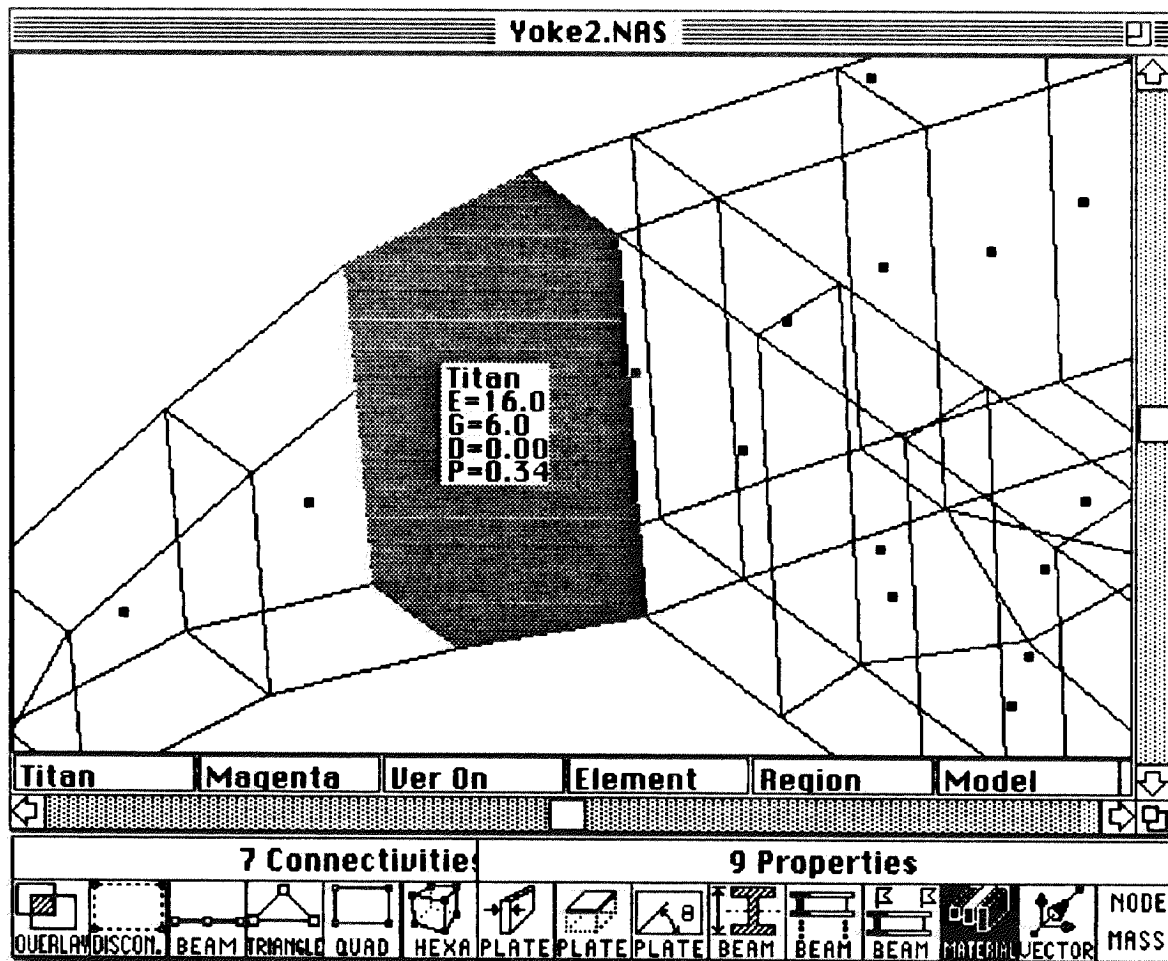 Yoke2.NAS
Titan
E=16.0
G=6.0
D=0.00
P=0.34
Titan Magenta Ver On Element Region Model
7 Connectivities 9 Properties
OVERLAY DISCON. BEAM TRIANGLE QUAD HEXA PLATE PLATE PLATE BEAM BEAM BEAM MATERIAL VECTOR NODE MASS
θ